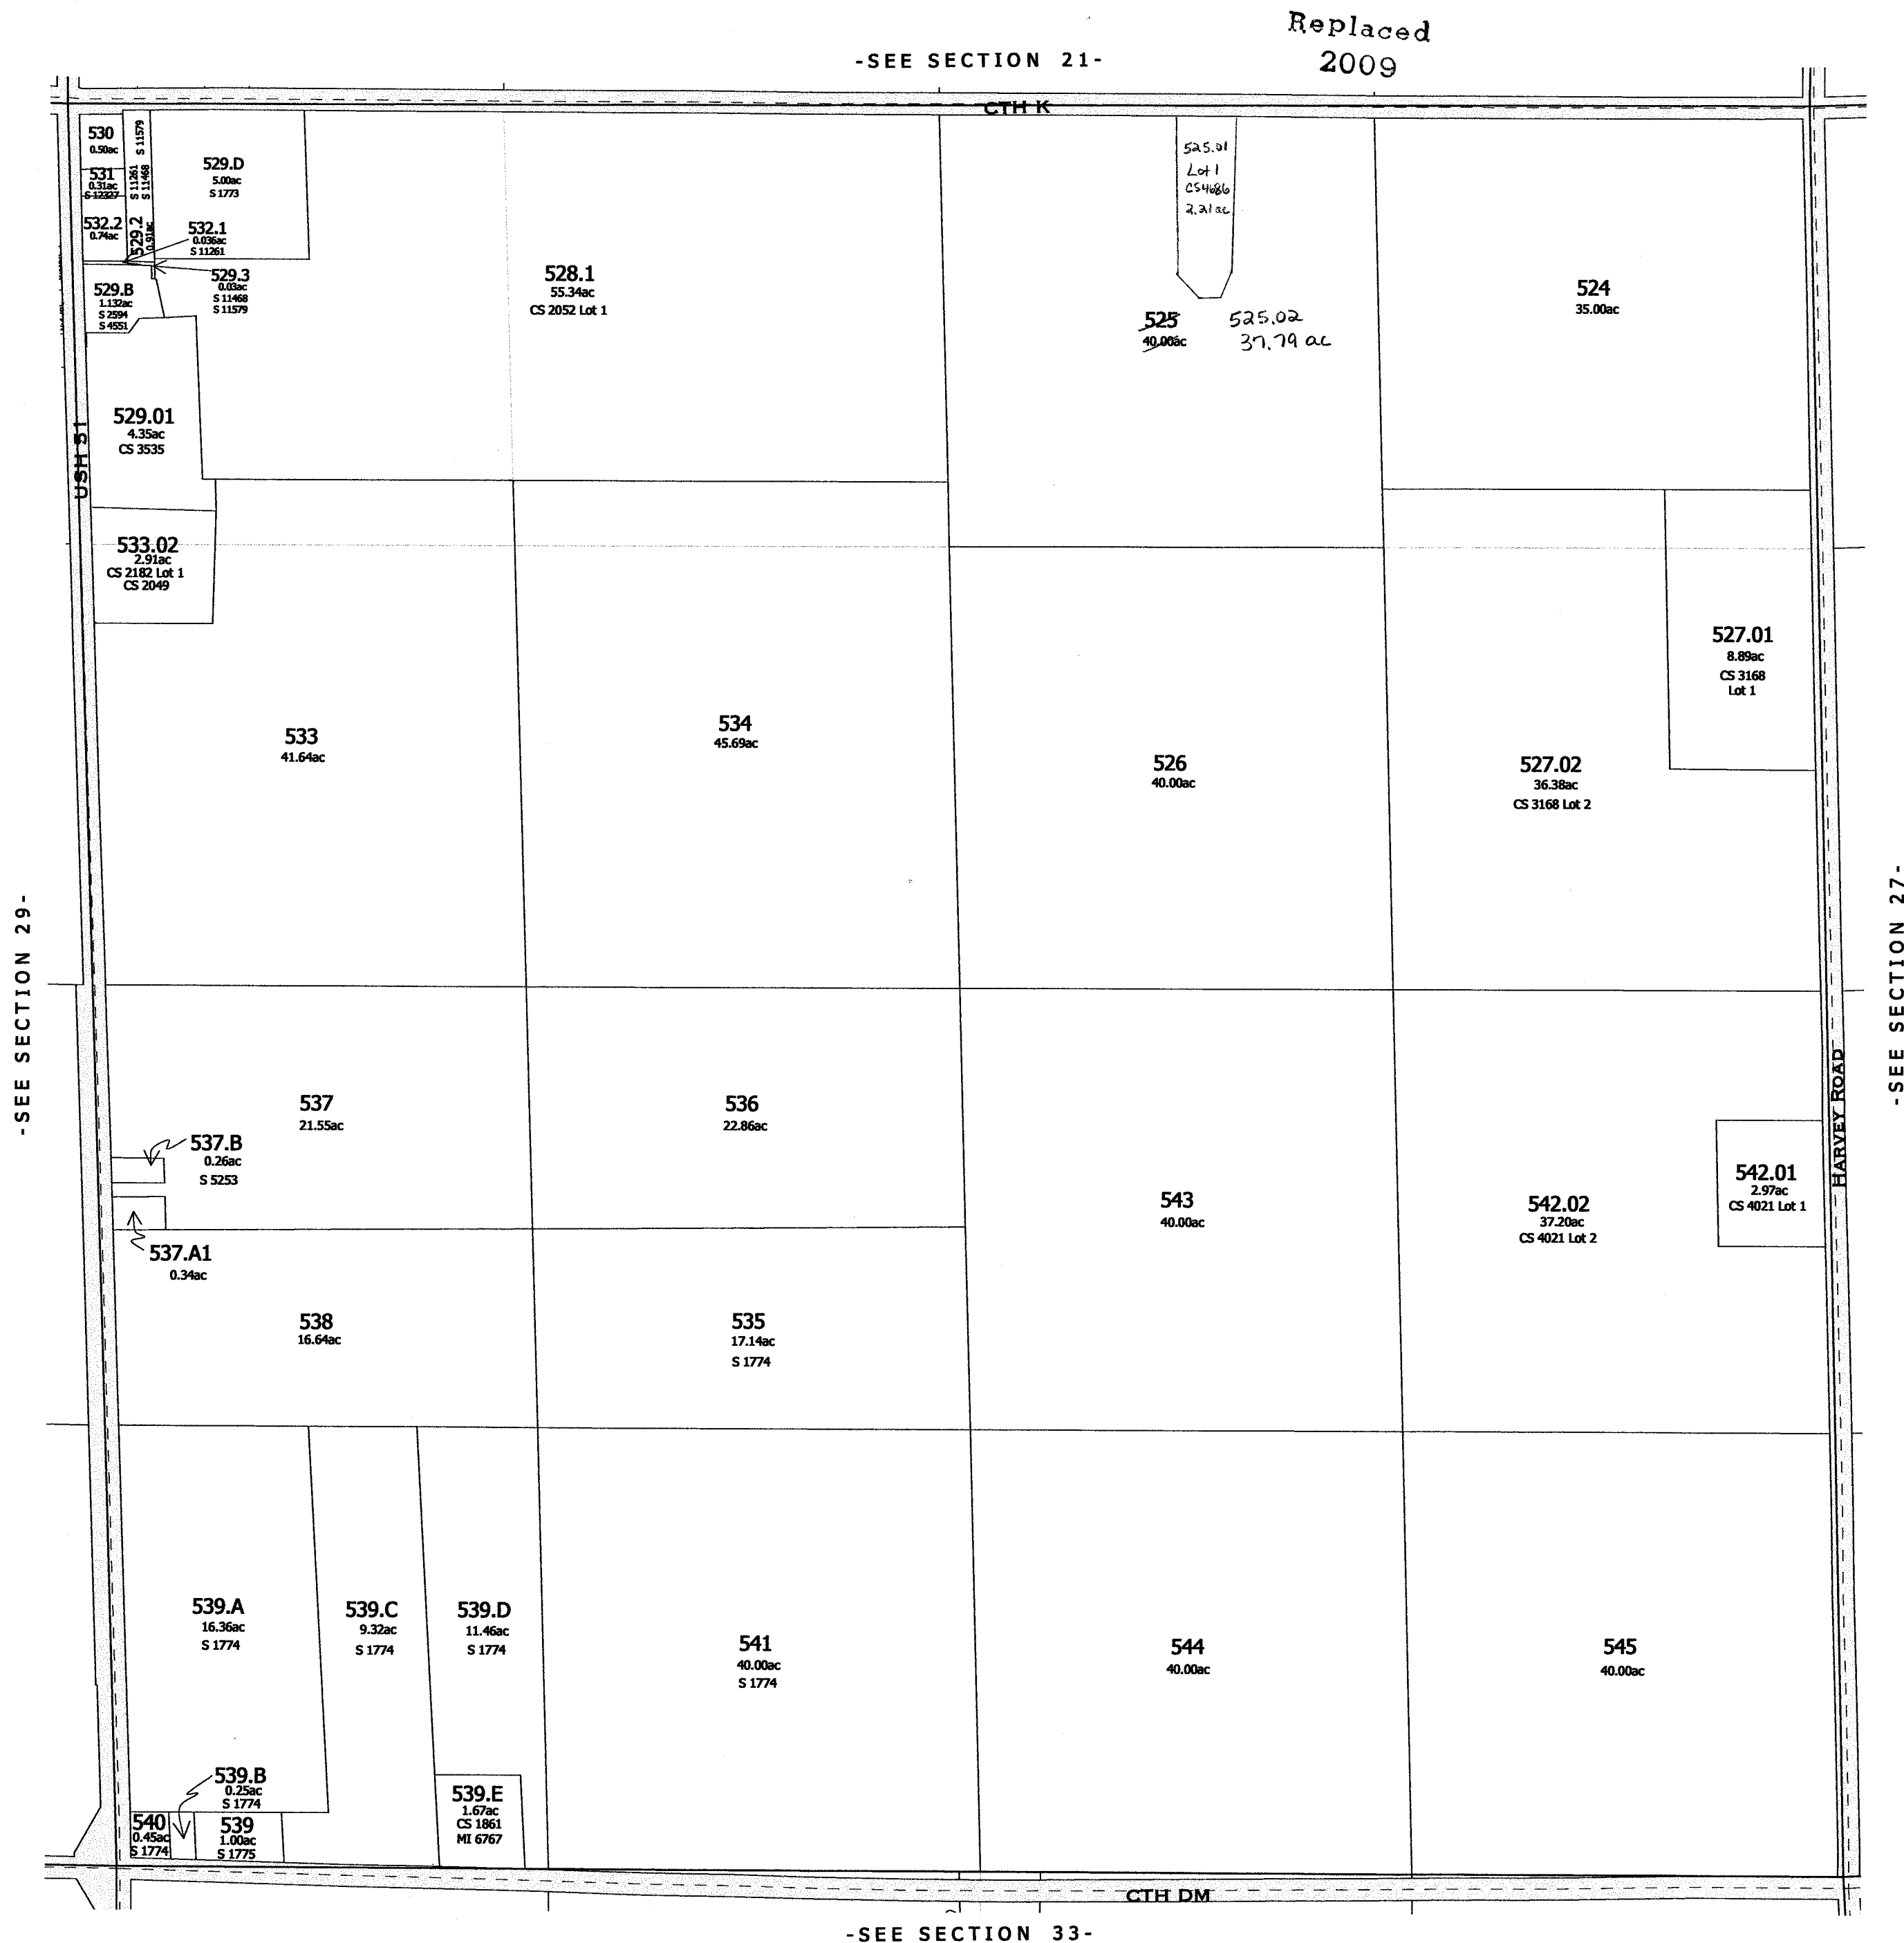 Replaced
2009
-SEE SECTION 21-
CTH K
530
0.50ac
531
0.31ac
S 12327
532.2
0.74ac
S 11579
S 11261
S 11468
529.2
0.91ac
529.D
5.00ac
S 1773
532.1
0.036ac
S 11261
529.3
0.03ac
S 11468
S 11579
529.B
1.132ac
S 2594
S 4551
528.1
55.34ac
CS 2052 Lot 1
525.01
Lot 1
CS4686
2.21 ac
525
40.00ac
525.02
37.79 ac
524
35.00ac
USH 51
529.01
4.35ac
CS 3535
533.02
2.91ac
CS 2182 Lot 1
CS 2049
527.01
8.89ac
CS 3168
Lot 1
533
41.64ac
534
45.69ac
526
40.00ac
527.02
36.38ac
CS 3168 Lot 2
-SEE SECTION 29-
-SEE SECTION 27-
HARVEY ROAD
537
21.55ac
536
22.86ac
537.B
0.26ac
S 5253
537.A1
0.34ac
543
40.00ac
542.02
37.20ac
CS 4021 Lot 2
542.01
2.97ac
CS 4021 Lot 1
538
16.64ac
535
17.14ac
S 1774
539.A
16.36ac
S 1774
539.C
9.32ac
S 1774
539.D
11.46ac
S 1774
541
40.00ac
S 1774
544
40.00ac
545
40.00ac
539.B
0.25ac
S 1774
540
0.45ac
S 1774
539
1.00ac
S 1775
539.E
1.67ac
CS 1861
MI 6767
CTH DM
-SEE SECTION 33-